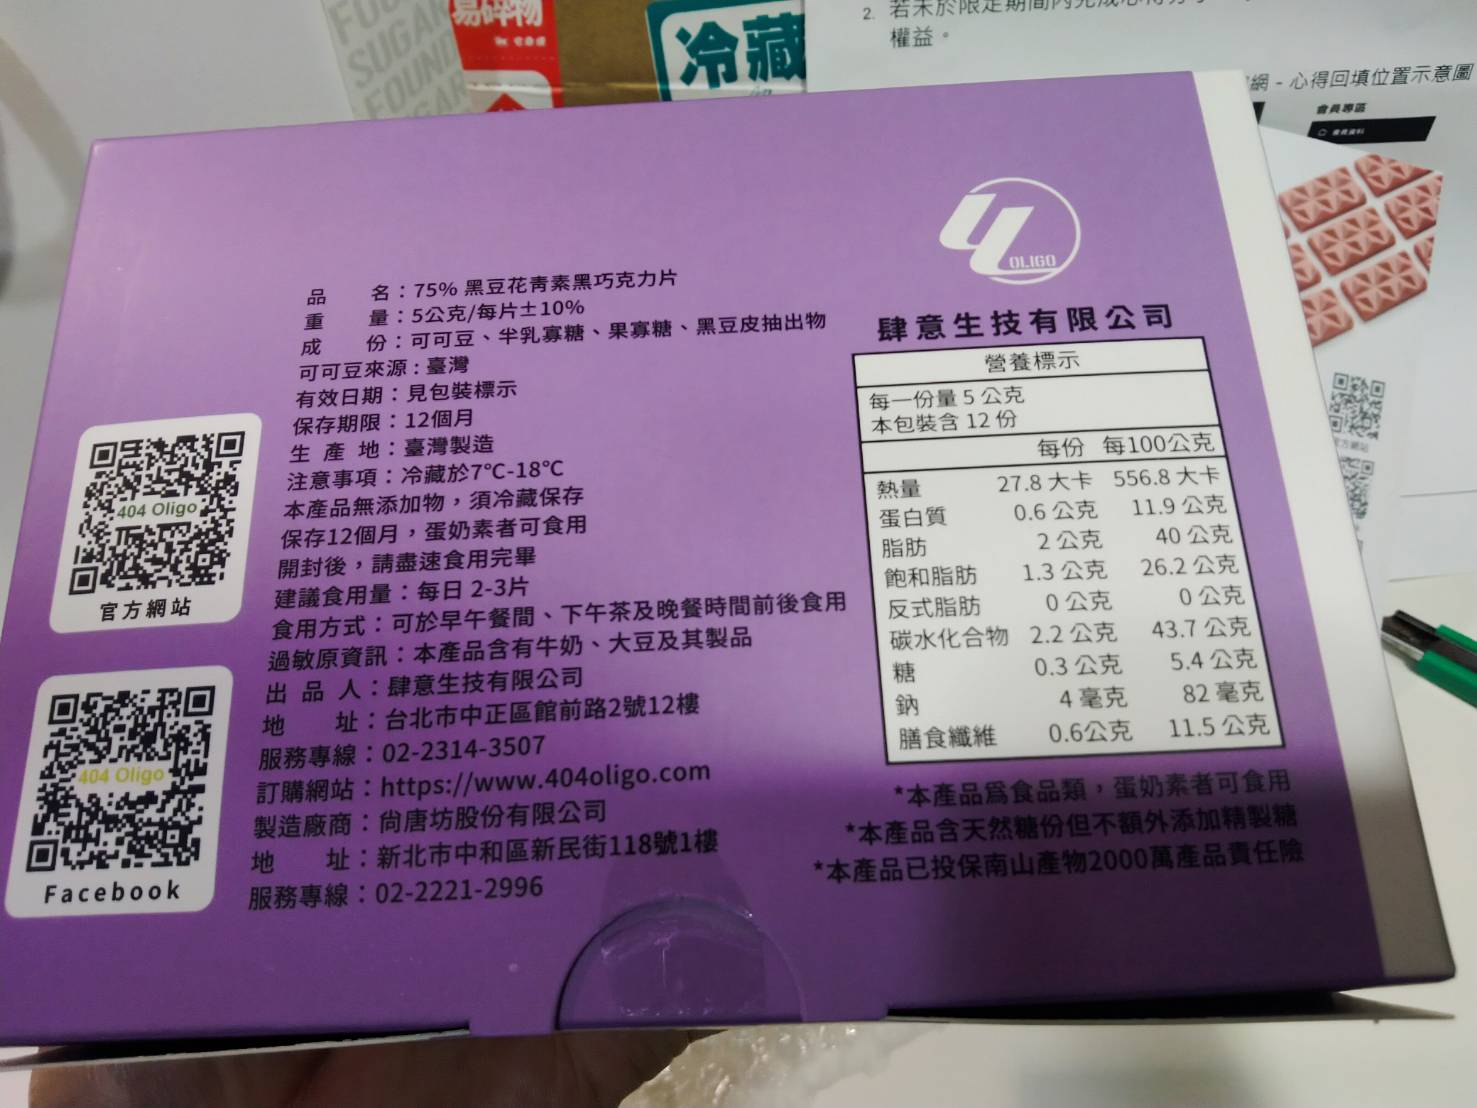 FOUND
SUGAR
FOUND
易碎物
冷藏
2. 若未於限定期間內完成心得
權益。
網 - 心得回填位置示意圖
會員專區
會員資料
OLIGO
品 名：75% 黑豆花青素黑巧克力片
重 量：5公克/每片±10%
成 份：可可豆、半乳寡糖、果寡糖、黑豆皮抽出物
可可豆來源：臺灣
有效日期：見包裝標示
保存期限：12個月
生 產 地：臺灣製造
注意事項：冷藏於7℃-18℃
本產品無添加物，須冷藏保存
保存12個月，蛋奶素者可食用
開封後，請盡速食用完畢
建議食用量：每日 2-3片
食用方式：可於早午餐間、下午茶及晚餐時間前後食用
過敏原資訊：本產品含有牛奶、大豆及其製品
出 品 人：肆意生技有限公司
地 址：台北市中正區館前路2號12樓
服務專線：02-2314-3507
訂購網站：https://www.404oligo.com
製造廠商：尚唐坊股份有限公司
地 址：新北市中和區新民街118號1樓
服務專線：02-2221-2996
404 Oligo
官方網站
404 Oligo
Facebook
肆意生技有限公司
營養標示
每一份量 5 公克
本包裝含 12 份
每份 每100公克
熱量 27.8 大卡 556.8 大卡
蛋白質 0.6 公克 11.9 公克
脂肪 2 公克 40 公克
飽和脂肪 1.3 公克 26.2 公克
反式脂肪 0 公克 0 公克
碳水化合物 2.2 公克 43.7 公克
糖 0.3 公克 5.4 公克
鈉 4 毫克 82 毫克
膳食纖維 0.6公克 11.5 公克
*本產品爲食品類，蛋奶素者可食用
*本產品含天然糖份但不額外添加精製糖
*本產品已投保南山產物2000萬產品責任險
官方網站